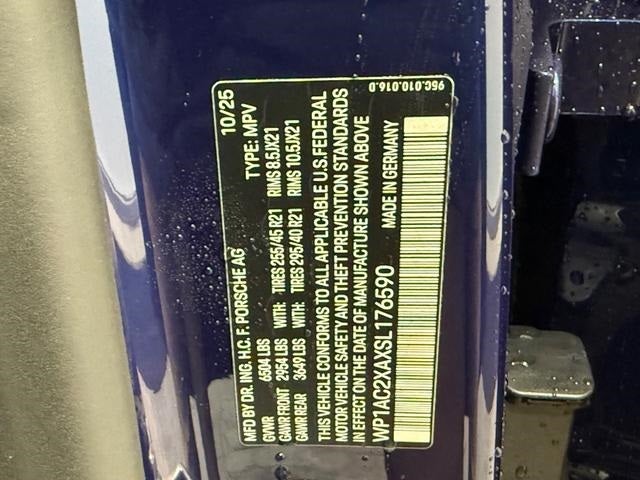 MFD BY DR. ING. H.C. F. PORSCHE AG 10/25
GVWR 6504 LBS TYPE: MPV
GAWR FRONT 2954 LBS WITH: TIRES 255/45 R21 RIMS 8.5JX21
GAWR REAR 3649 LBS WITH: TIRES 295/40 R21 RIMS 10.5JX21
THIS VEHICLE CONFORMS TO ALL APPLICABLE U.S. FEDERAL
MOTOR VEHICLE SAFETY AND THEFT PREVENTION STANDARDS
IN EFFECT ON THE DATE OF MANUFACTURE SHOWN ABOVE
WP1AC2XAXSL176590 MADE IN GERMANY
95C.010.016.D